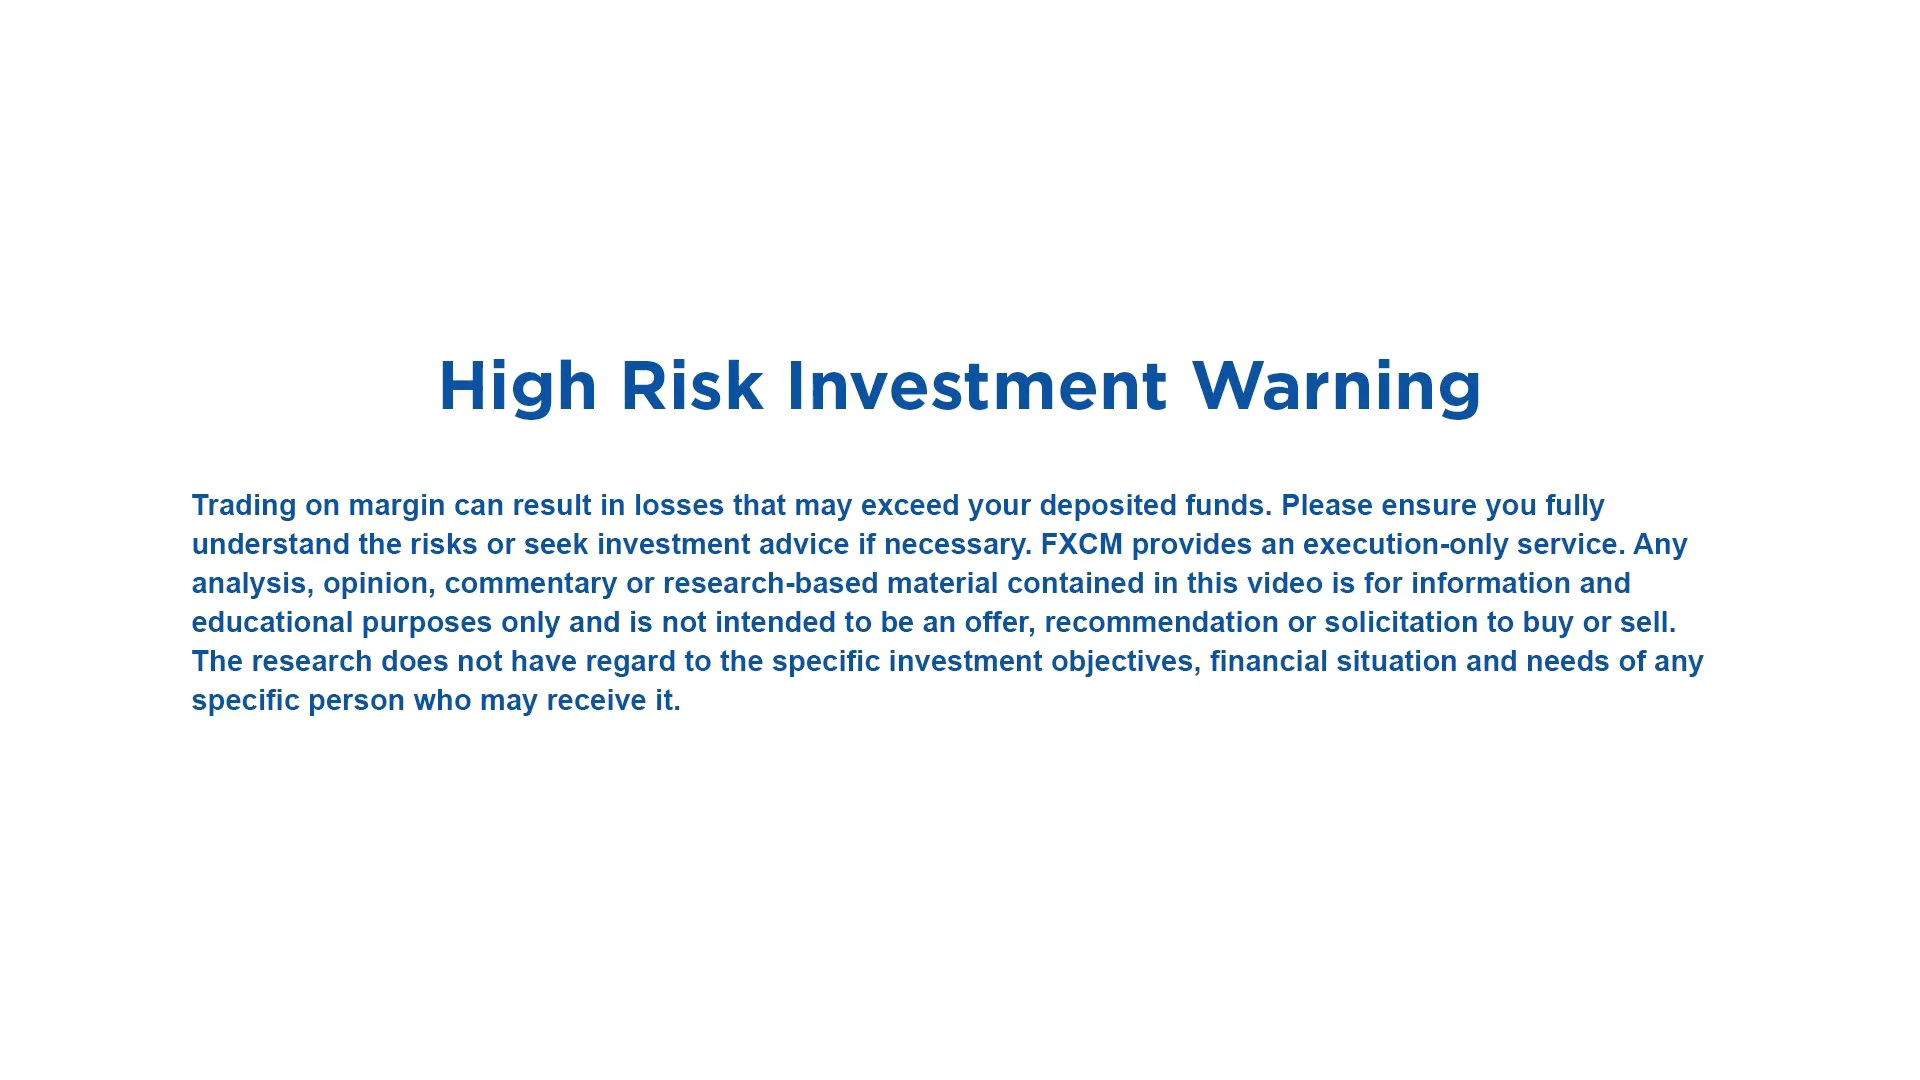 High Risk Investment Warning
Trading on margin can result in losses that may exceed your deposited funds. Please ensure you fully
understand the risks or seek investment advice if necessary. FXCM provides an execution-only service. Any
analysis, opinion, commentary or research-based material contained in this video is for information and
educational purposes only and is not intended to be an offer, recommendation or solicitation to buy or sell.
The research does not have regard to the specific investment objectives, financial situation and needs of any
specific person who may receive it.